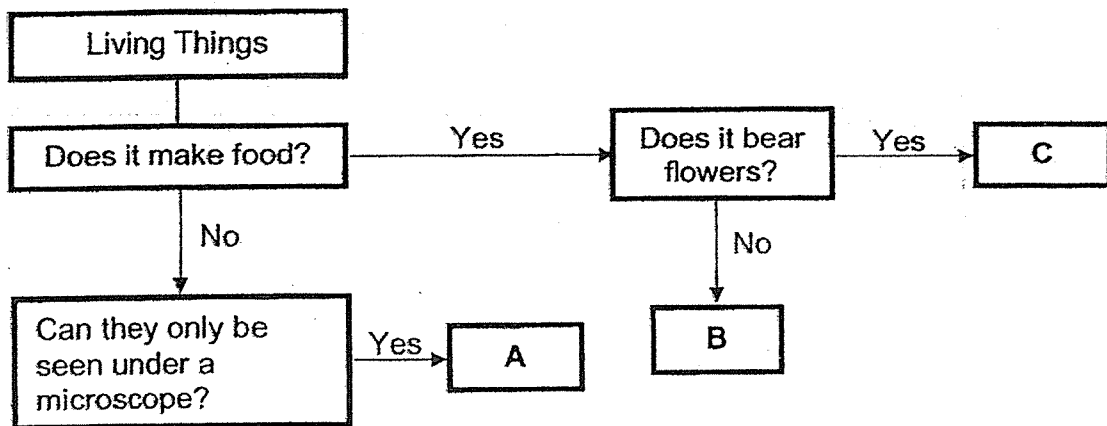 Living Things
Does it make food?
Yes
Does it bear
flowers?
Yes
C
No
No
Can they only be
seen under a
microscope?
Yes
A
B